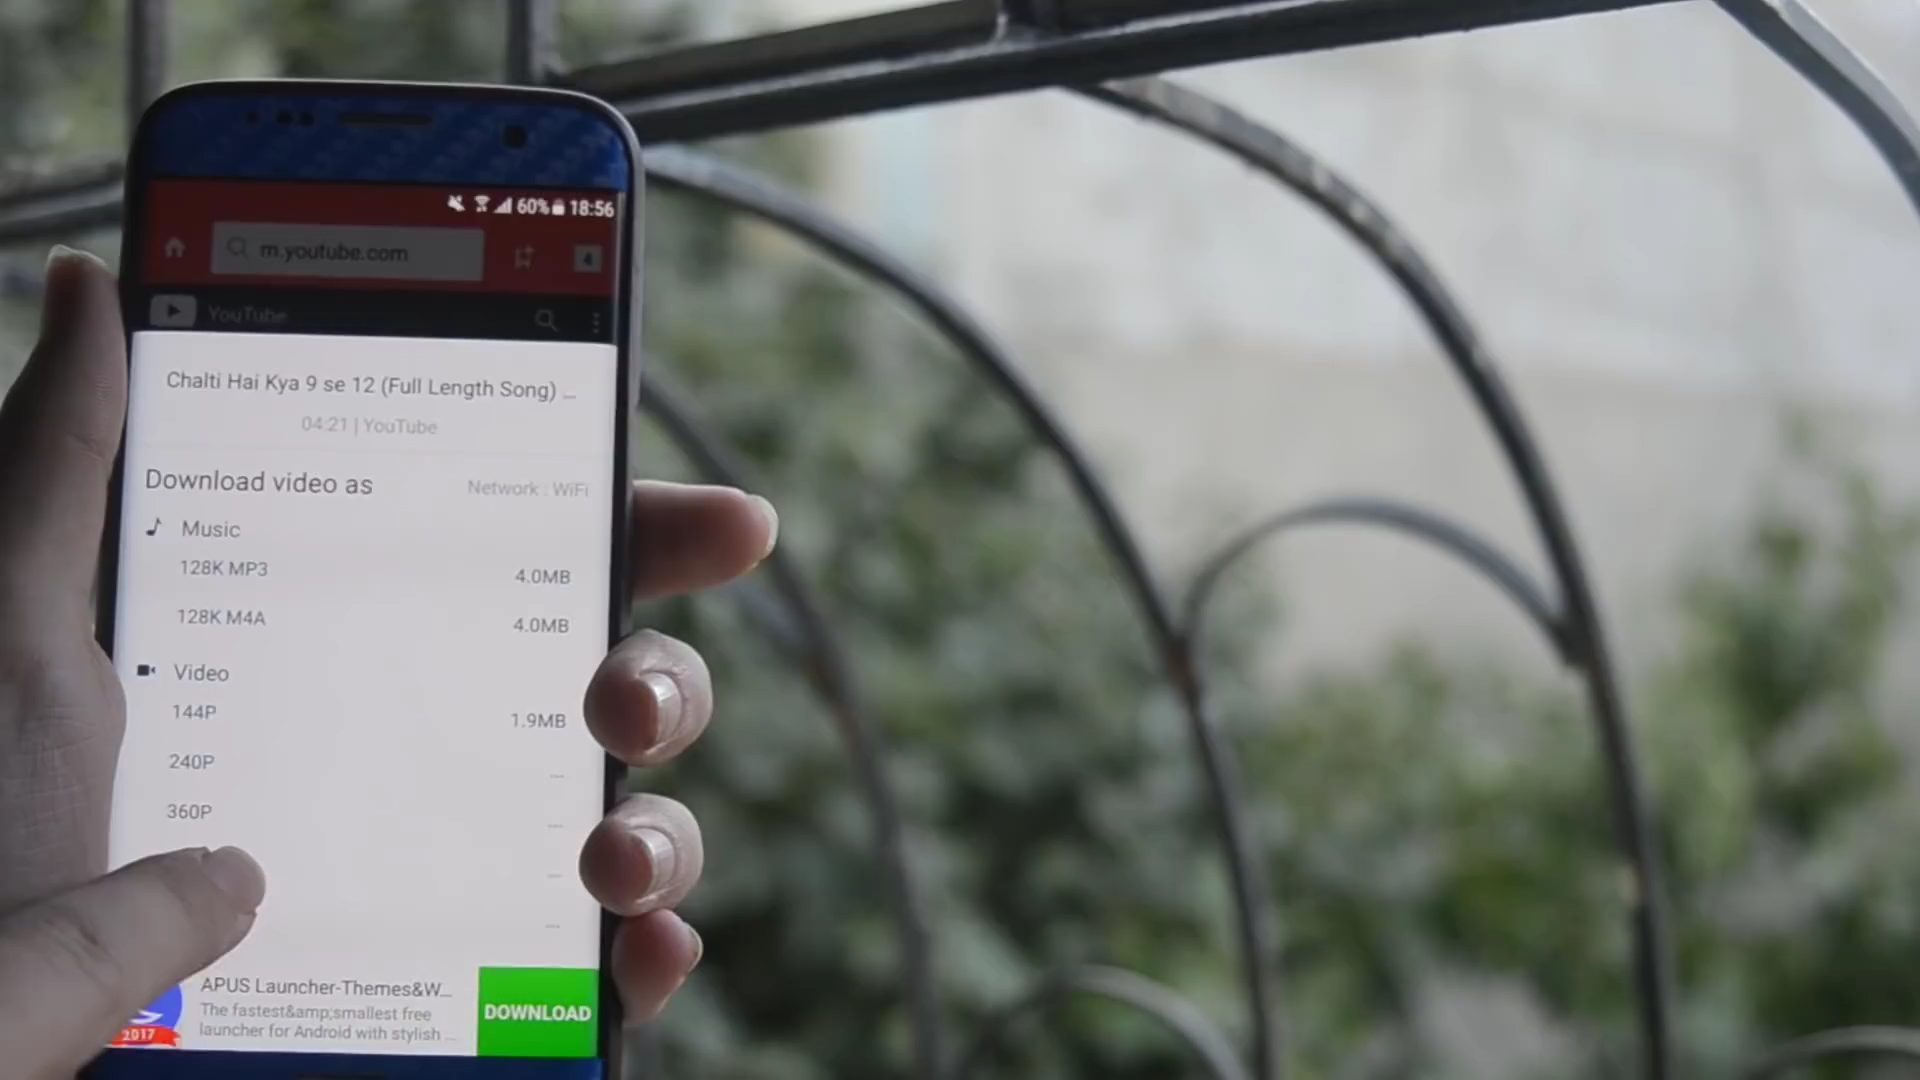 60% 18:56
m.youtube.com 4
YouTube
Chalti Hai Kya 9 se 12 (Full Length Song) ...
04:21 | YouTube
Download video as Network : WiFi
Music
128K MP3 4.0MB
128K M4A 4.0MB
Video
144P 1.9MB
240P ---
360P ---
---
---
APUS Launcher-Themes&W...
The fastest&amp;smallest free
launcher for Android with stylish ...
DOWNLOAD
2017